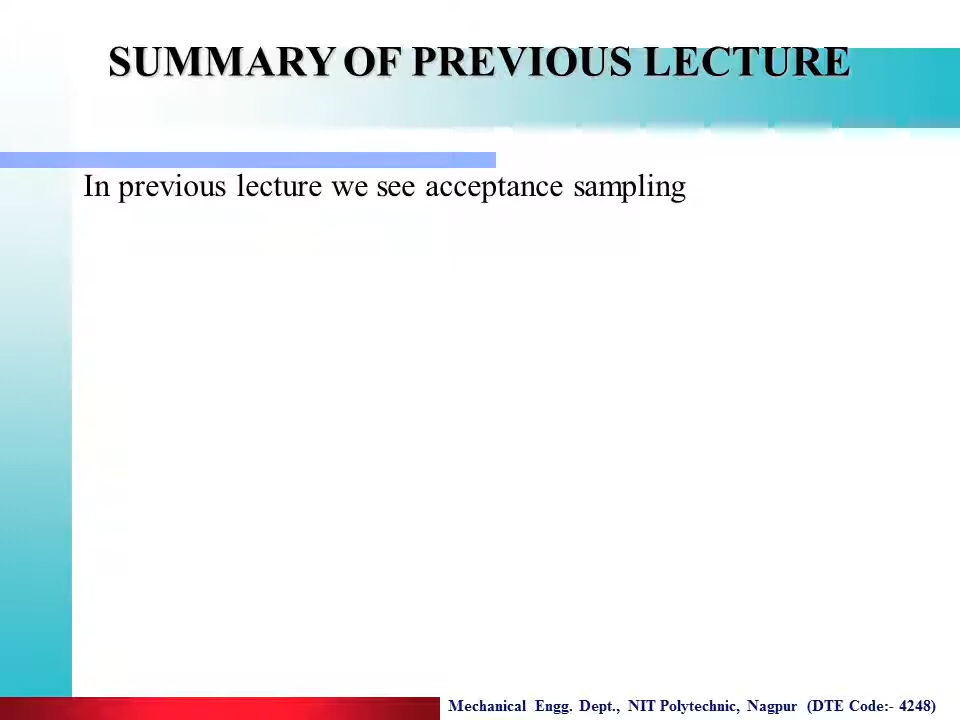 SUMMARY OF PREVIOUS LECTURE
In previous lecture we see acceptance sampling
Mechanical Engg. Dept., NIT Polytechnic, Nagpur (DTE Code:- 4248)